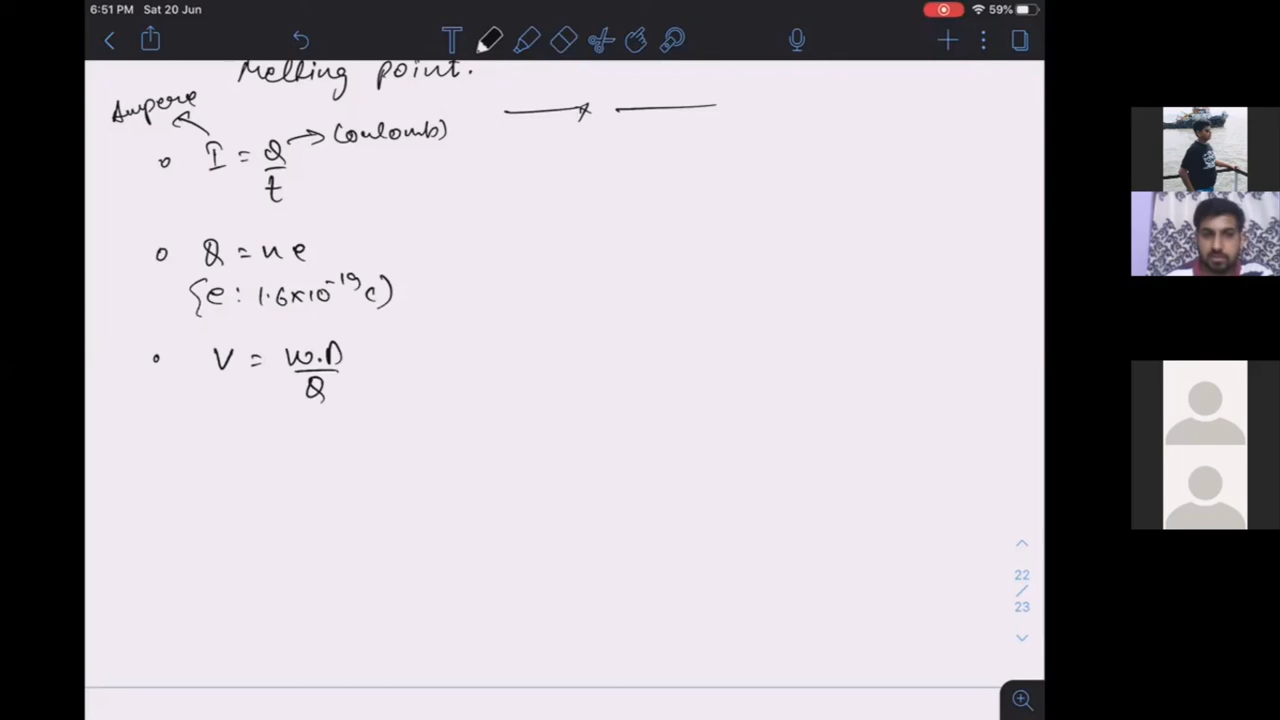 6:51 PM Sat 20 Jun
59%
T
Melting point.
Ampere
I = Q/t
(Coulomb)
Q = ne
{e : 1.6×10⁻¹⁹ C)
V = W.D/Q
22
/
23